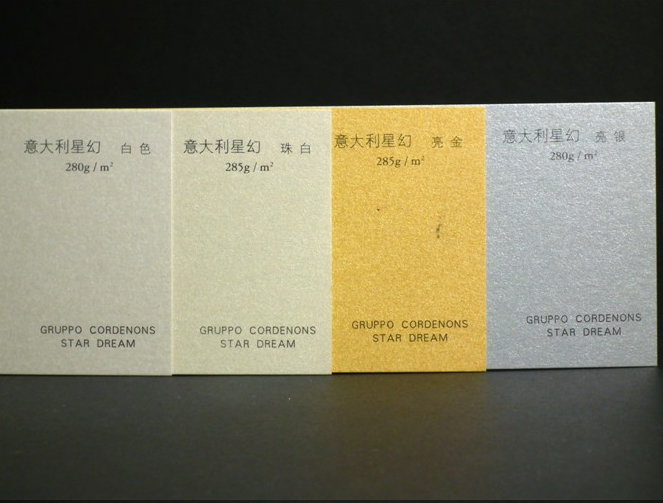 意大利星幻 白色
280g / m²
GRUPPO CORDENONS
STAR DREAM
意大利星幻 珠白
285g / m²
GRUPPO CORDENONS
STAR DREAM
意大利星幻 亮金
285g / m²
GRUPPO CORDENONS
STAR DREAM
意大利星幻 亮银
280g / m²
GRUPPO CORDENONS
STAR DREAM